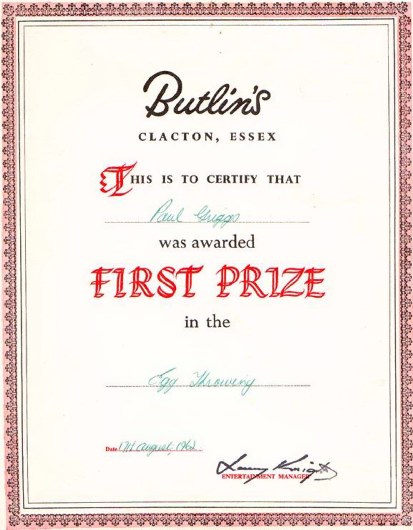 Butlin's
CLACTON, ESSEX
THIS IS TO CERTIFY THAT
Paul Griggs
was awarded
FIRST PRIZE
in the
Egg Throwing
Date August, 1962
ENTERTAINMENT MANAGER